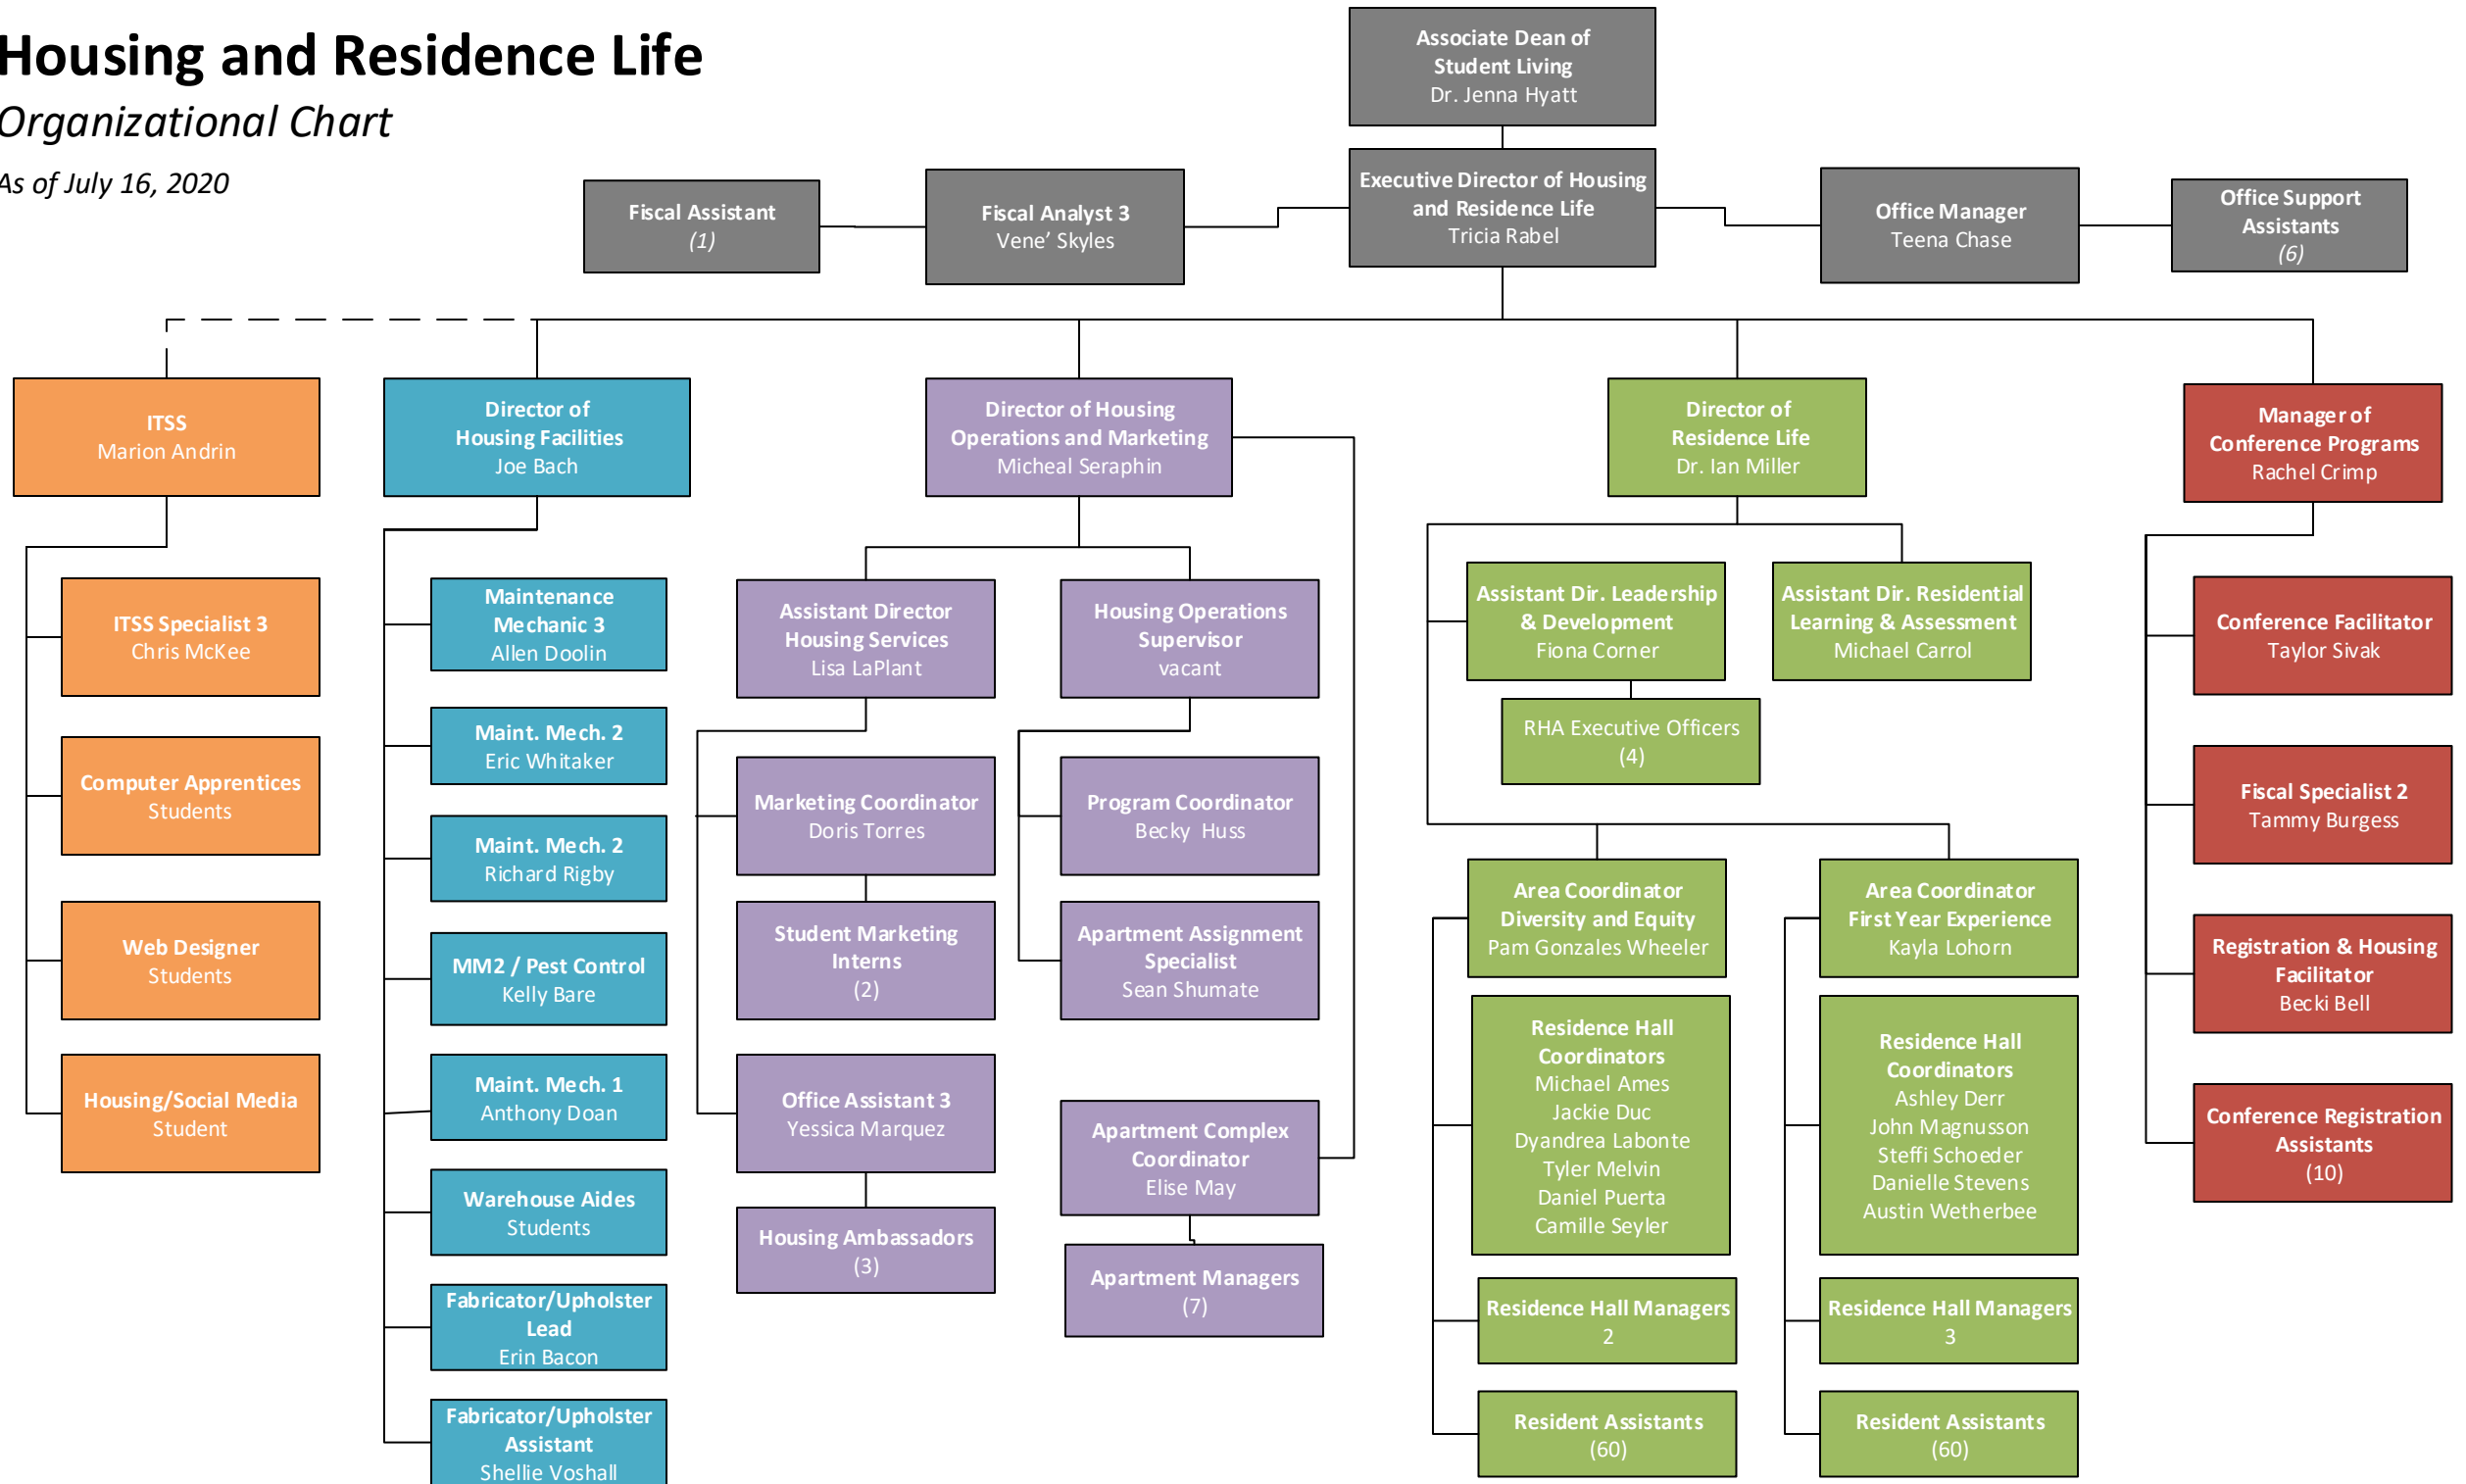 Housing and Residence Life
Organizational Chart
As of July 16, 2020
Associate Dean of
Student Living
Dr. Jenna Hyatt
Executive Director of Housing
and Residence Life
Tricia Rabel
Fiscal Assistant
(1)
Fiscal Analyst 3
Vene’ Skyles
Office Manager
Teena Chase
Office Support
Assistants
(6)
ITSS
Marion Andrin
ITSS Specialist 3
Chris McKee
Computer Apprentices
Students
Web Designer
Students
Housing/Social Media
Student
Director of
Housing Facilities
Joe Bach
Maintenance
Mechanic 3
Allen Doolin
Maint. Mech. 2
Eric Whitaker
Maint. Mech. 2
Richard Rigby
MM2 / Pest Control
Kelly Bare
Maint. Mech. 1
Anthony Doan
Warehouse Aides
Students
Fabricator/Upholster
Lead
Erin Bacon
Fabricator/Upholster
Assistant
Shellie Voshall
Director of Housing
Operations and Marketing
Micheal Seraphin
Assistant Director
Housing Services
Lisa LaPlant
Marketing Coordinator
Doris Torres
Student Marketing
Interns
(2)
Office Assistant 3
Yessica Marquez
Housing Ambassadors
(3)
Housing Operations
Supervisor
vacant
Program Coordinator
Becky Huss
Apartment Assignment
Specialist
Sean Shumate
Apartment Complex
Coordinator
Elise May
Apartment Managers
(7)
Director of
Residence Life
Dr. Ian Miller
Assistant Dir. Leadership
& Development
Fiona Corner
RHA Executive Officers
(4)
Assistant Dir. Residential
Learning & Assessment
Michael Carrol
Area Coordinator
Diversity and Equity
Pam Gonzales Wheeler
Residence Hall
Coordinators
Michael Ames
Jackie Duc
Dyandrea Labonte
Tyler Melvin
Daniel Puerta
Camille Seyler
Residence Hall Managers
2
Resident Assistants
(60)
Area Coordinator
First Year Experience
Kayla Lohorn
Residence Hall
Coordinators
Ashley Derr
John Magnusson
Steffi Schoeder
Danielle Stevens
Austin Wetherbee
Residence Hall Managers
3
Resident Assistants
(60)
Manager of
Conference Programs
Rachel Crimp
Conference Facilitator
Taylor Sivak
Fiscal Specialist 2
Tammy Burgess
Registration & Housing
Facilitator
Becki Bell
Conference Registration
Assistants
(10)